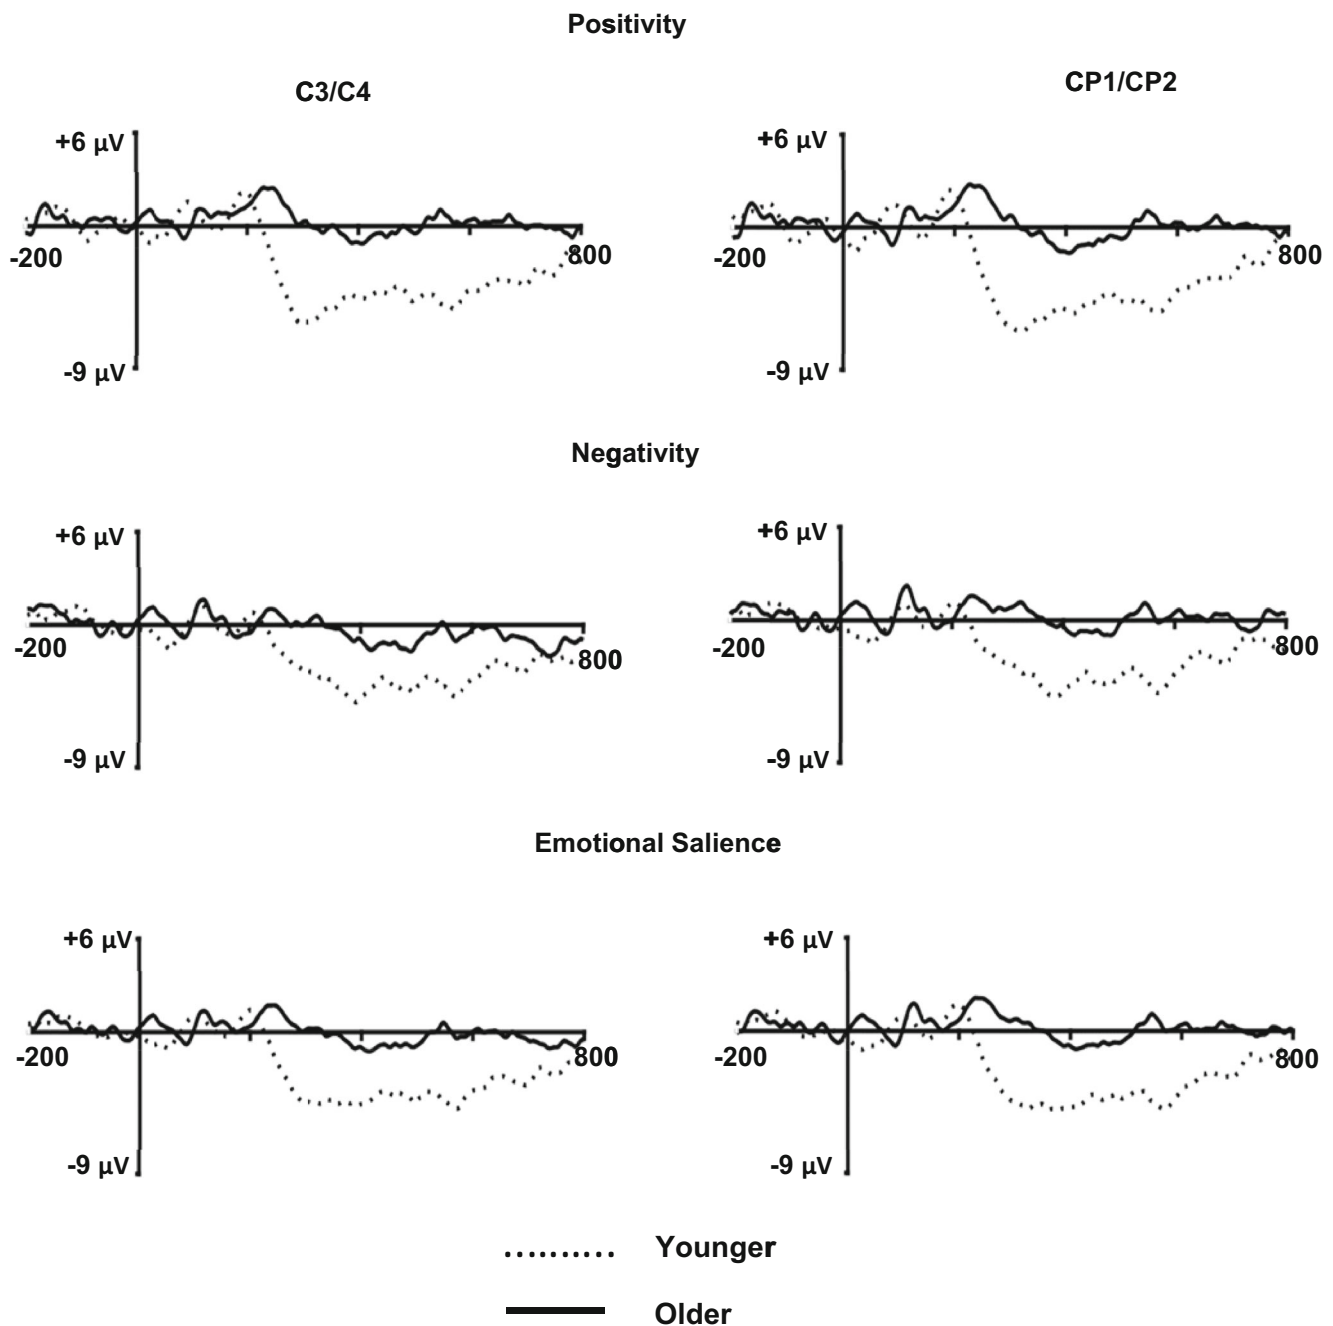 Positivity
C3/C4
CP1/CP2
+6 µV
+6 µV
-200
800
-200
800
-9 µV
-9 µV
Negativity
+6 µV
+6 µV
-200
800
-200
800
-9 µV
-9 µV
Emotional Salience
+6 µV
+6 µV
-200
800
-200
800
-9 µV
-9 µV
Younger
Older